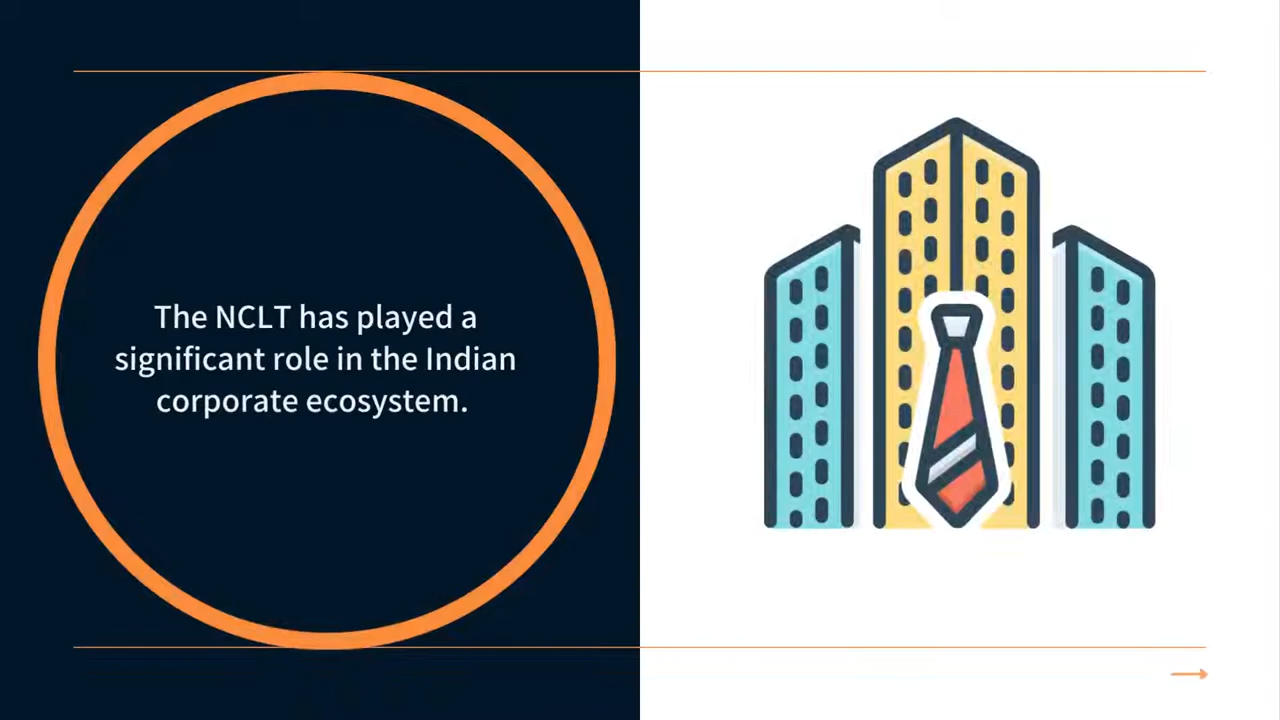 The NCLT has played a
significant role in the Indian
corporate ecosystem.